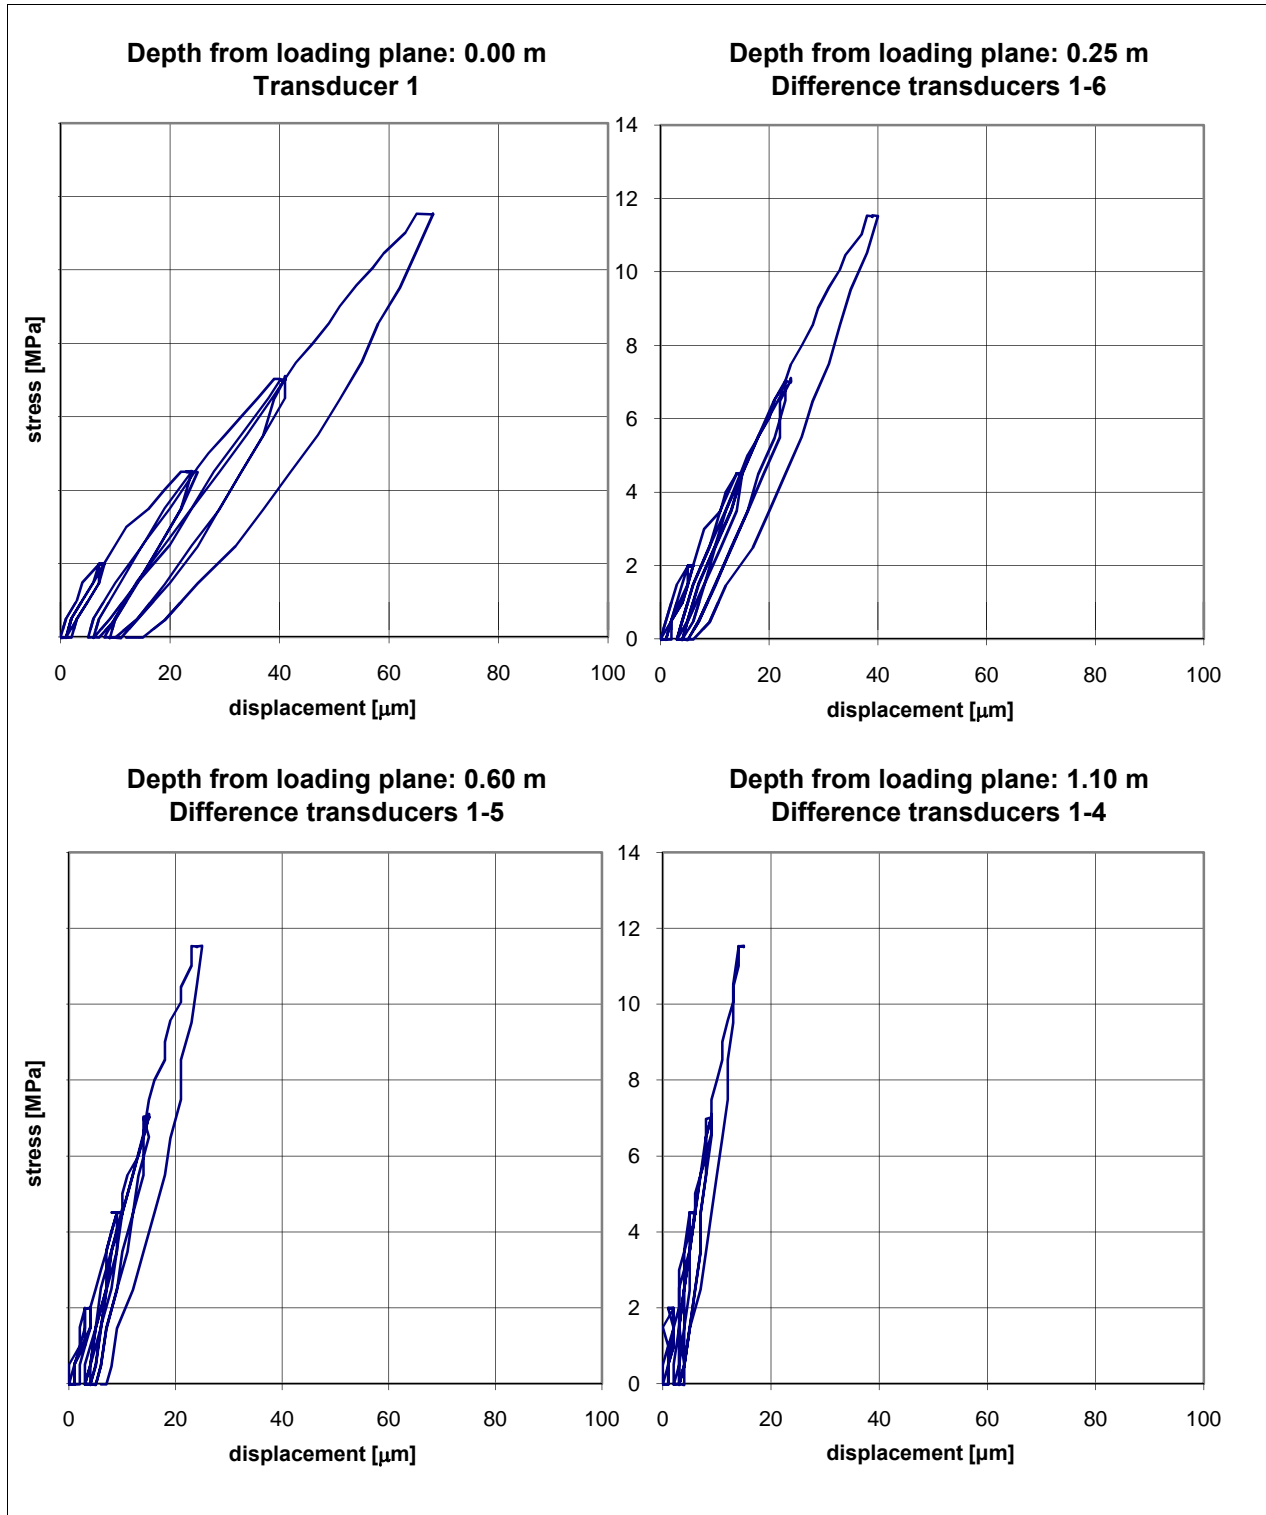 Depth from loading plane: 0.00 m
Transducer 1
stress [MPa]
0 20 40 60 80 100
displacement [μm]
Depth from loading plane: 0.25 m
Difference transducers 1-6
14
12
10
8
6
4
2
0
0 20 40 60 80 100
displacement [μm]
Depth from loading plane: 0.60 m
Difference transducers 1-5
stress [MPa]
0 20 40 60 80 100
displacement [μm]
Depth from loading plane: 1.10 m
Difference transducers 1-4
14
12
10
8
6
4
2
0
0 20 40 60 80 100
displacement [µm]